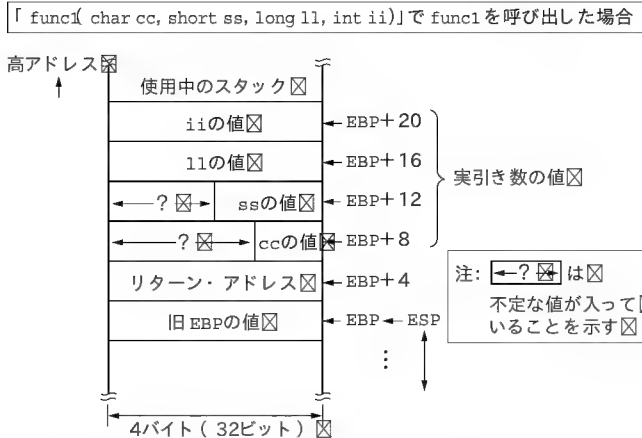 「 func1( char cc, short ss, long ll, int ii)」で func1 を呼び出した場合
高アドレス
使用中のスタック
iiの値 EBP+20
llの値 EBP+16
? ssの値 EBP+12
実引き数の値
? ccの値 EBP+8
リターン・アドレス EBP+4
旧 EBPの値 EBP ESP
注: ? は
不定な値が入って
いることを示す
⋮
4バイト ( 32ビット )